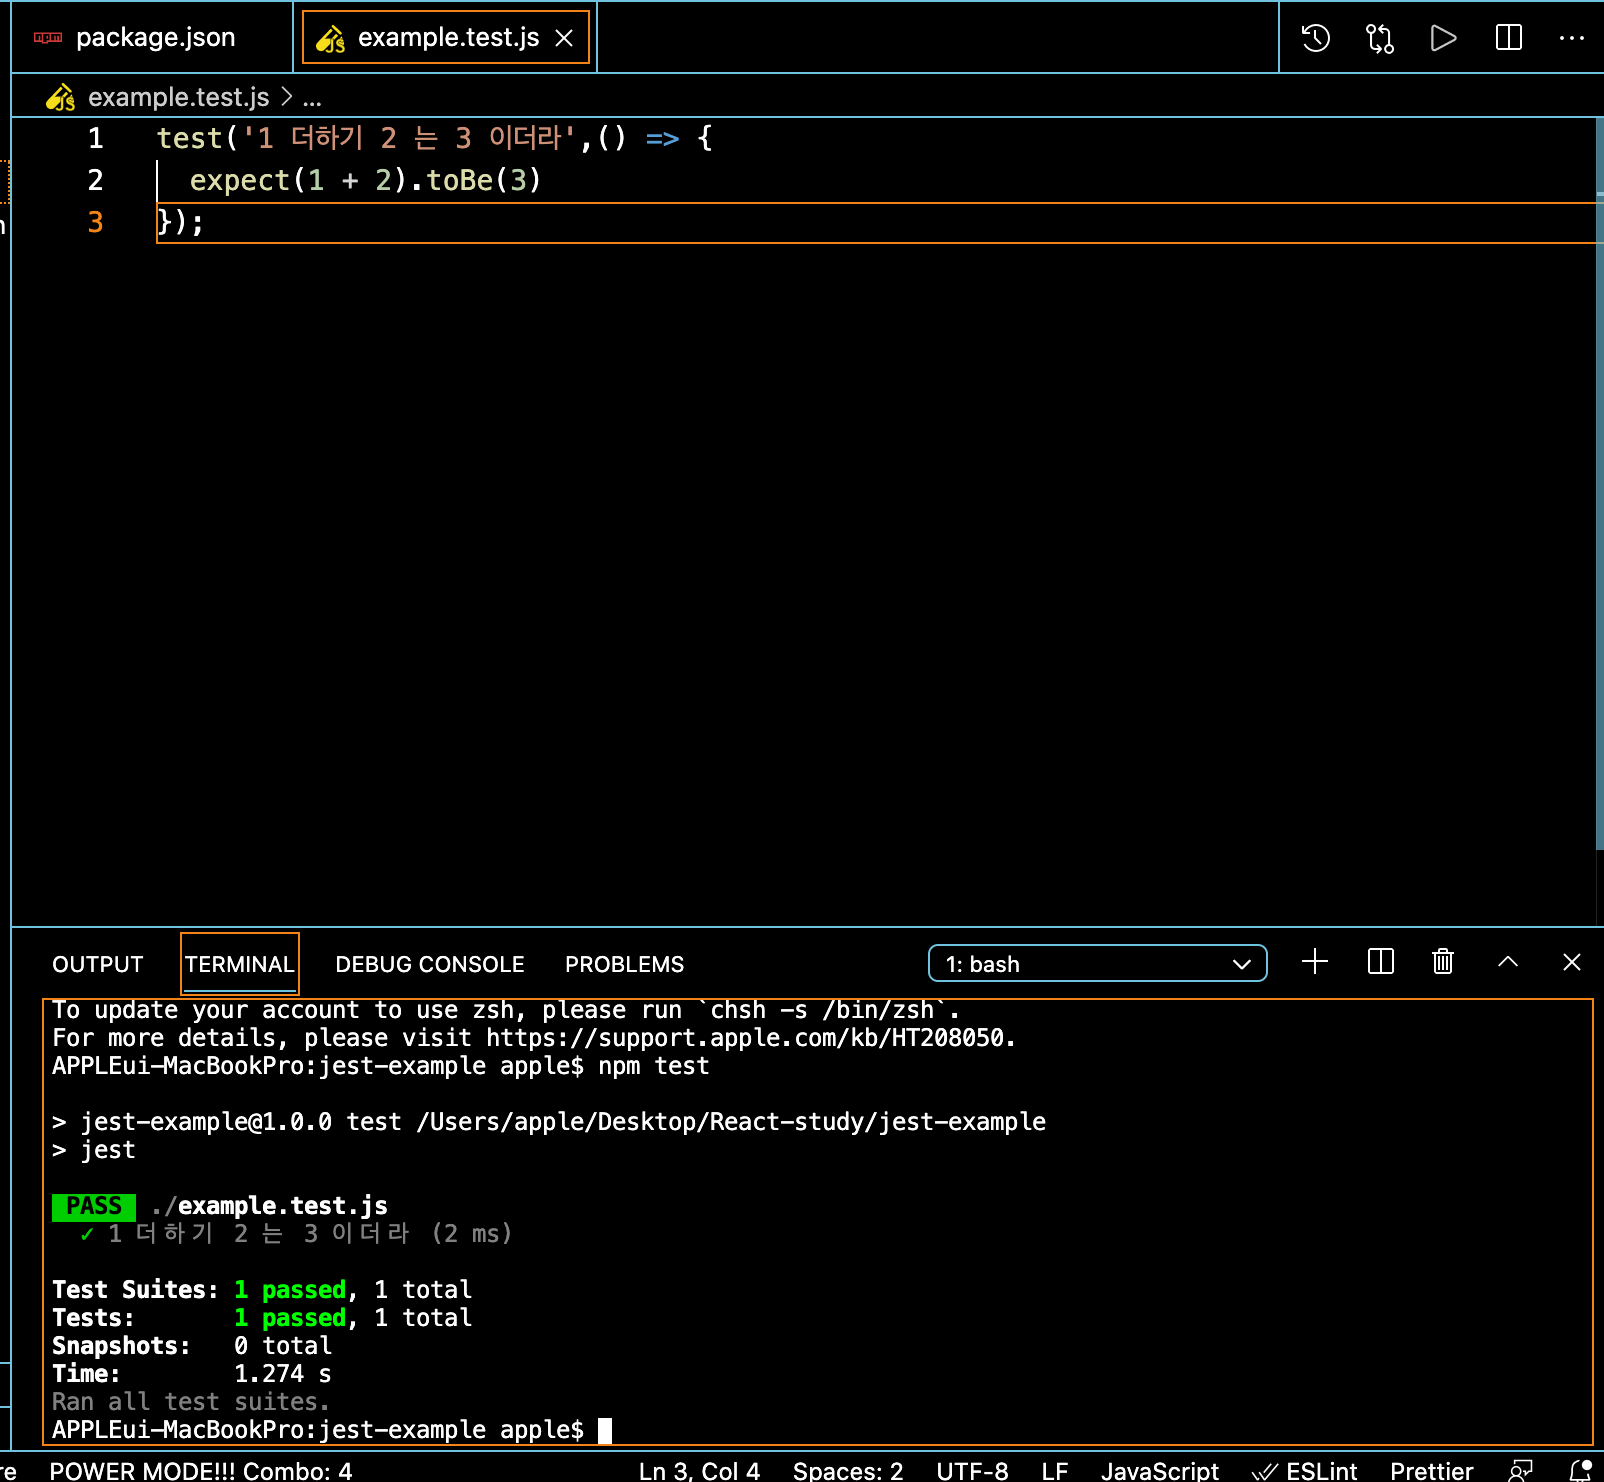 package.json
example.test.js
example.test.js > ...
1 test('1 더하기 2 는 3 이더라',() => {
2 expect(1 + 2).toBe(3)
3 });
OUTPUT TERMINAL DEBUG CONSOLE PROBLEMS 1: bash
To update your account to use zsh, please run `chsh -s /bin/zsh`.
For more details, please visit https://support.apple.com/kb/HT208050.
APPLEui-MacBookPro:jest-example apple$ npm test
> jest-example@1.0.0 test /Users/apple/Desktop/React-study/jest-example
> jest
PASS ./example.test.js
✓ 1 더하기 2 는 3 이더라 (2 ms)
Test Suites: 1 passed, 1 total
Tests: 1 passed, 1 total
Snapshots: 0 total
Time: 1.274 s
Ran all test suites.
APPLEui-MacBookPro:jest-example apple$
POWER MODE!!! Combo: 4 Ln 3, Col 4 Spaces: 2 UTF-8 LF JavaScript ESLint Prettier